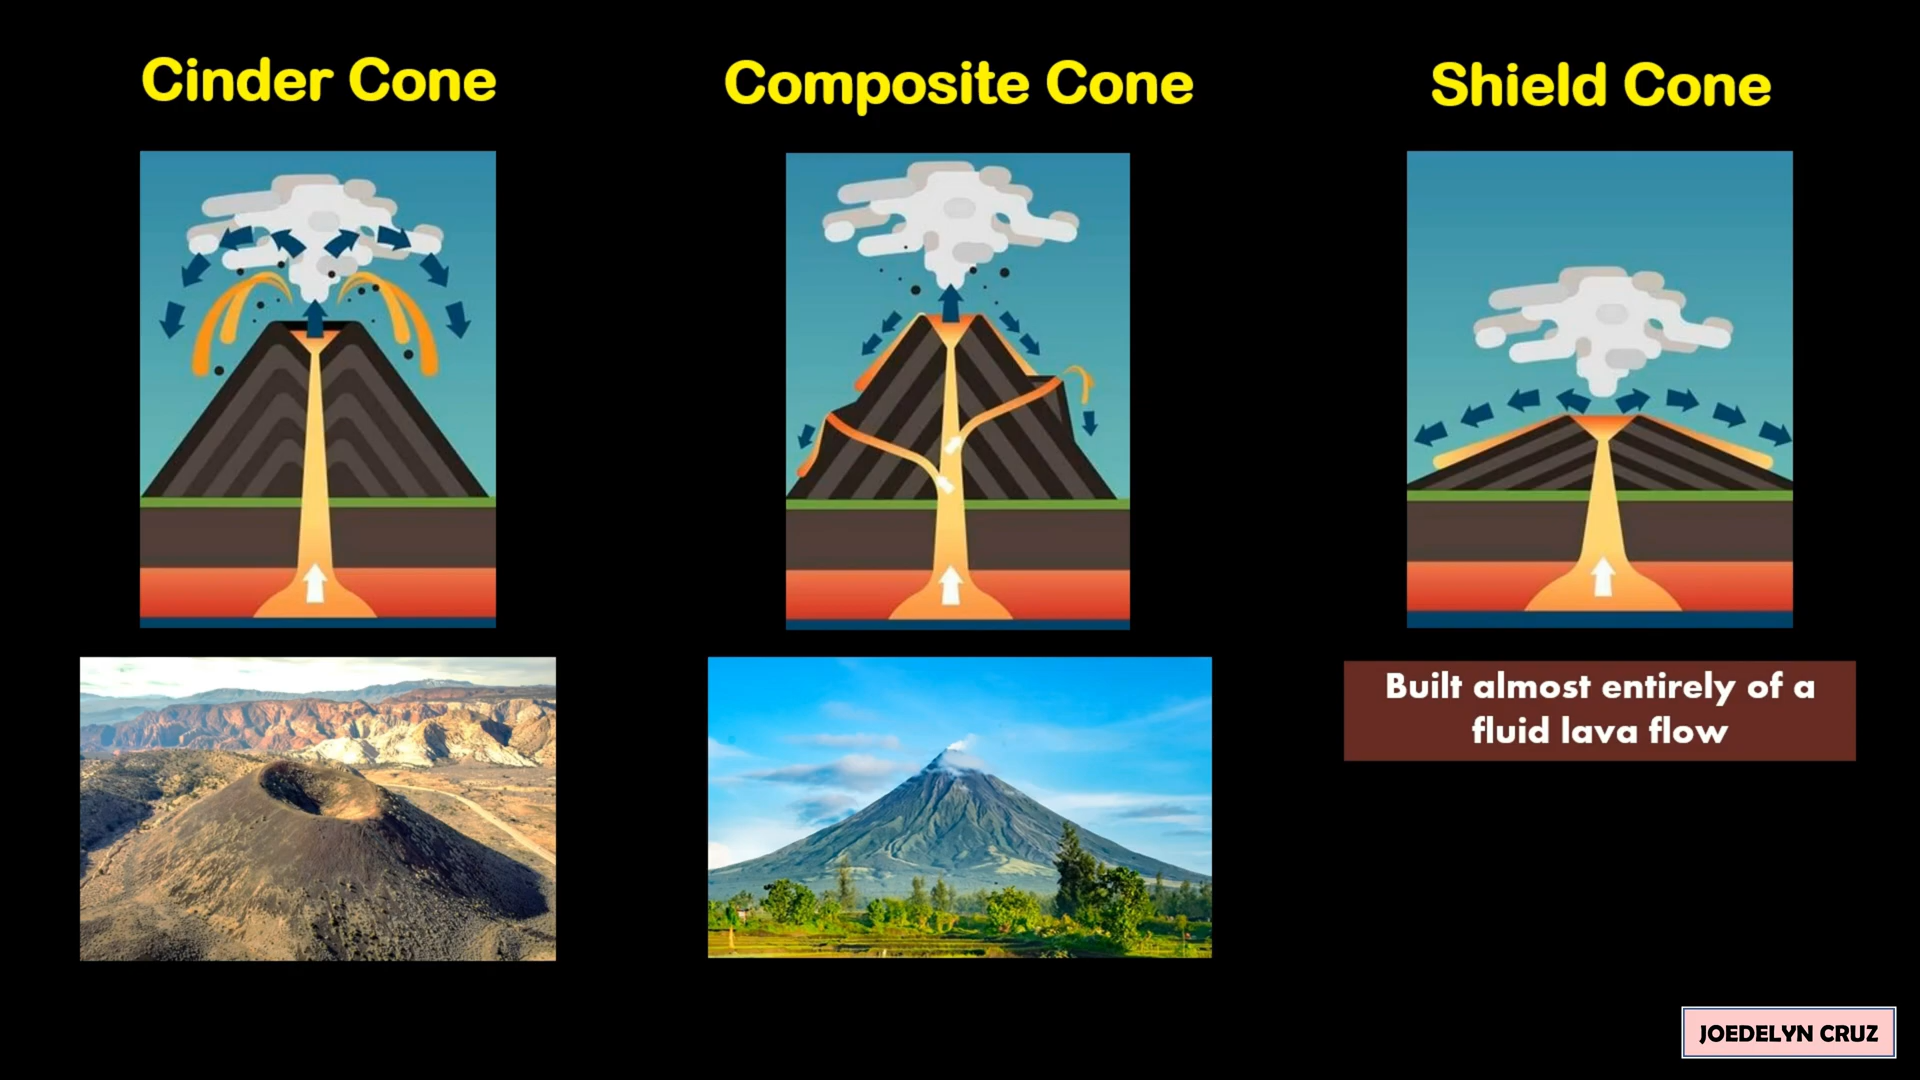 Cinder Cone
Composite Cone
Shield Cone
Built almost entirely of a
fluid lava flow
JOEDELYN CRUZ